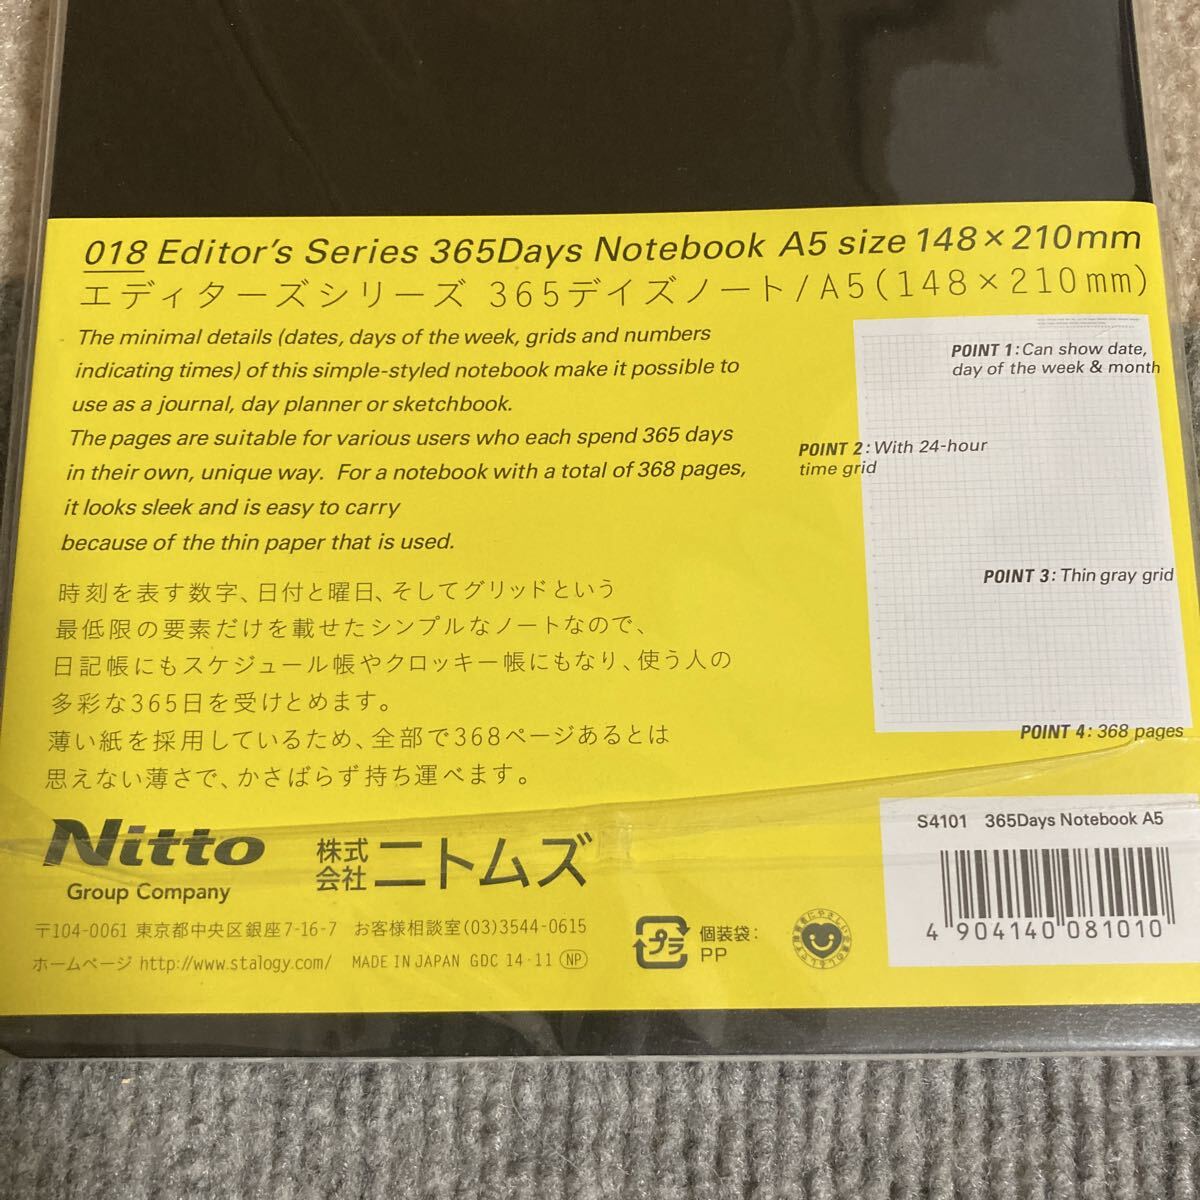 018 Editor's Series 365Days Notebook A5 size 148×210mm
エディターズシリーズ 365デイズノート/A5(148×210mm)
The minimal details (dates, days of the week, grids and numbers
indicating times) of this simple-styled notebook make it possible to
use as a journal, day planner or sketchbook.
The pages are suitable for various users who each spend 365 days
in their own, unique way. For a notebook with a total of 368 pages,
it looks sleek and is easy to carry
because of the thin paper that is used.
時刻を表す数字、日付と曜日、そしてグリッドという
最低限の要素だけを載せたシンプルなノートなので、
日記帳にもスケジュール帳やクロッキー帳にもなり、使う人の
多彩な365日を受けとめます。
薄い紙を採用しているため、全部で368ページあるとは
思えない薄さで、かさばらず持ち運べます。
POINT 1: Can show date,
day of the week & month
POINT 2: With 24-hour
time grid
POINT 3: Thin gray grid
POINT 4: 368 pages
Nitto
Group Company
株式会社 ニトムズ
〒104-0061 東京都中央区銀座7-16-7 お客様相談室(03)3544-0615
ホームページ http://www.stalogy.com/ MADE IN JAPAN GDC 14-11 NP
プラ
個装袋:
PP
S4101 365Days Notebook A5
4 904140 081010